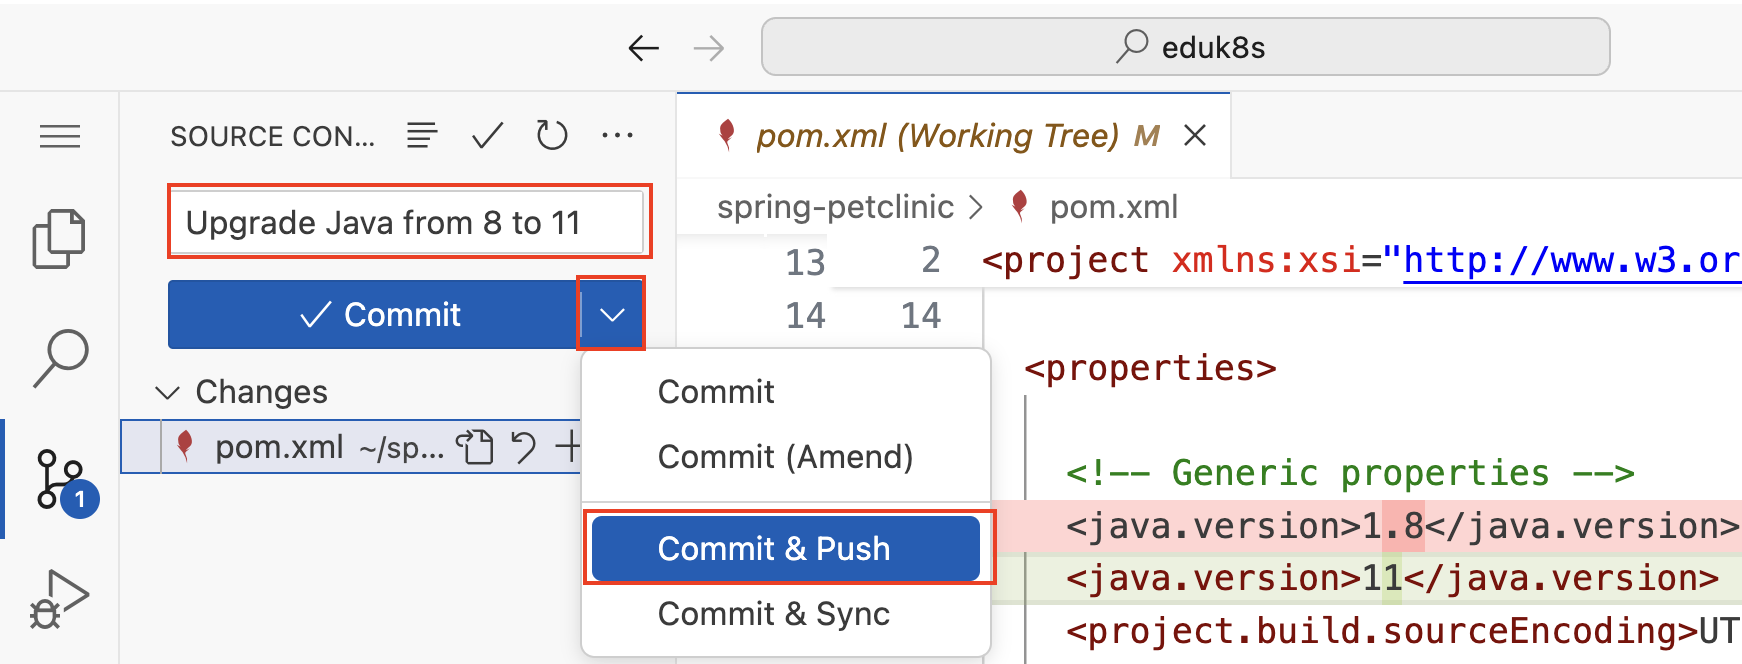 eduk8s
SOURCE CON...
Upgrade Java from 8 to 11
Commit
Changes
pom.xml ~/sp...
1
Commit
Commit (Amend)
Commit & Push
Commit & Sync
pom.xml (Working Tree) M
spring-petclinic > pom.xml
13 2 <project xmlns:xsi="http://www.w3.or
14 14
<properties>
<!-- Generic properties -->
<java.version>1.8</java.version>
<java.version>11</java.version>
<project.build.sourceEncoding>UT